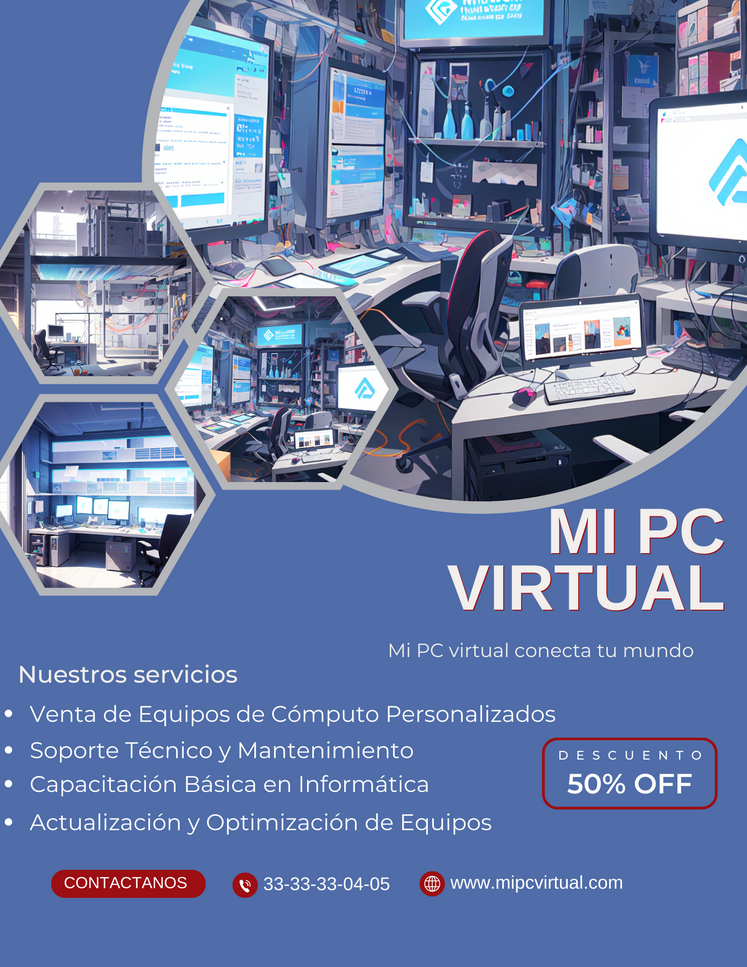 MI PC
VIRTUAL
Mi PC virtual conecta tu mundo
Nuestros servicios
• Venta de Equipos de Cómputo Personalizados
• Soporte Técnico y Mantenimiento
• Capacitación Básica en Informática
• Actualización y Optimización de Equipos
DESCUENTO
50% OFF
CONTACTANOS
33-33-33-04-05
www.mipcvirtual.com